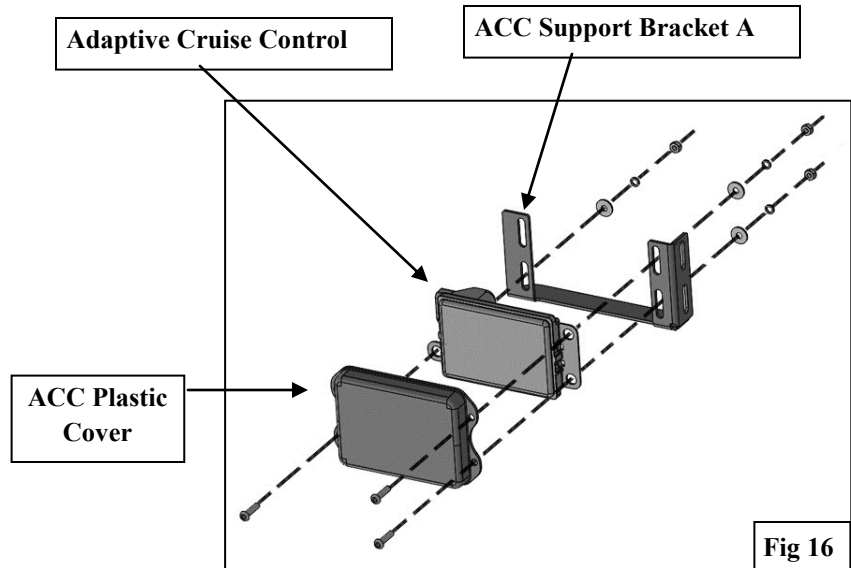 Adaptive Cruise Control
ACC Support Bracket A
ACC Plastic
Cover
Fig 16